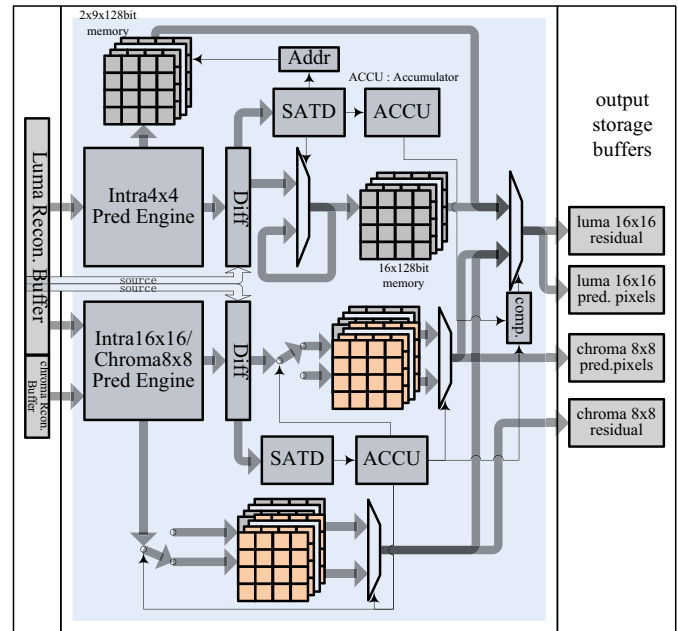 2x9x128bit
memory
Addr
ACCU : Accumulator
SATD
ACCU
output
storage
buffers
Luma Recon. Buffer
Intra4x4
Pred Engine
Diff
16x128bit
memory
luma 16x16
residual
source
source
luma 16x16
pred. pixels
comp.
Intra16x16/
Chroma8x8
Pred Engine
Diff
chroma 8x8
pred.pixels
chroma Recon.
Buffer
chroma 8x8
residual
SATD
ACCU